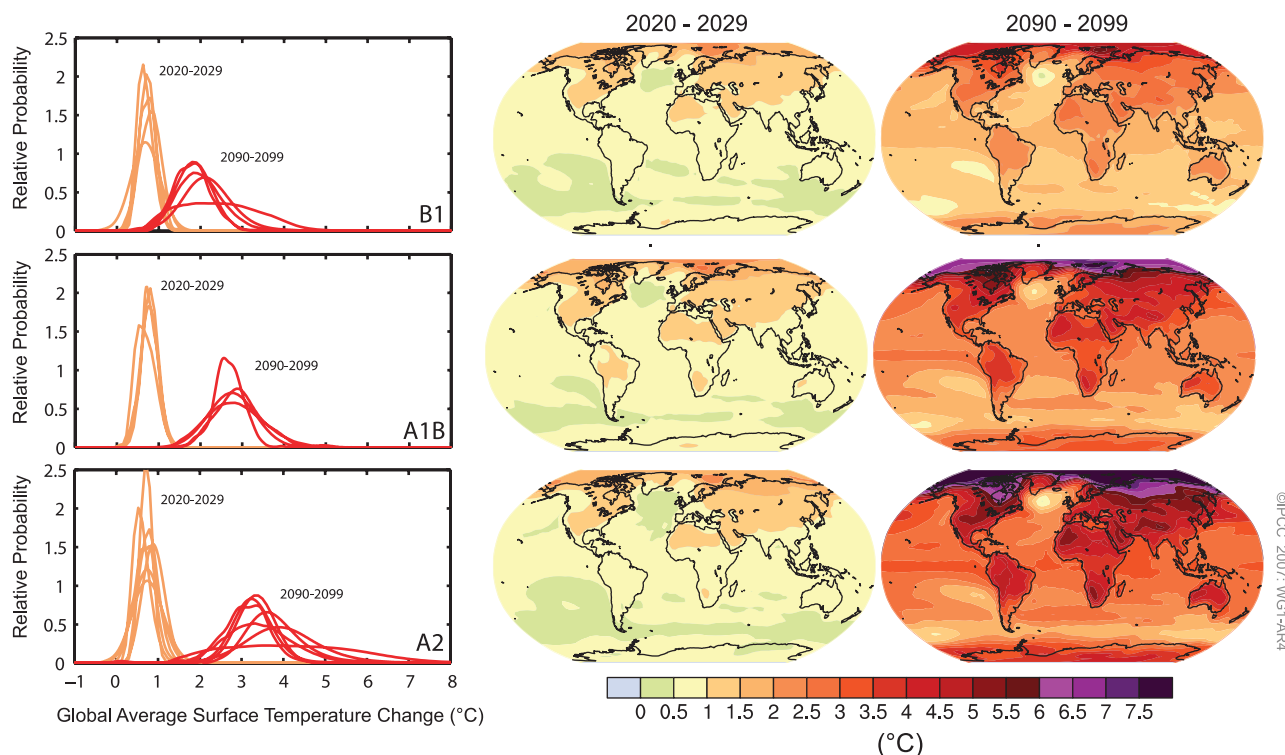 2020 - 2029
2090 - 2099
Relative Probability
2.5
2
1.5
1
0.5
0
2020-2029
2090-2099
B1
Relative Probability
2.5
2
1.5
1
0.5
0
2020-2029
2090-2099
A1B
Relative Probability
2.5
2
1.5
1
0.5
0
2020-2029
2090-2099
A2
−1 0 1 2 3 4 5 6 7 8
Global Average Surface Temperature Change (°C)
0 0.5 1 1.5 2 2.5 3 3.5 4 4.5 5 5.5 6 6.5 7 7.5
(°C)
©IPCC 2007: WG1-AR4